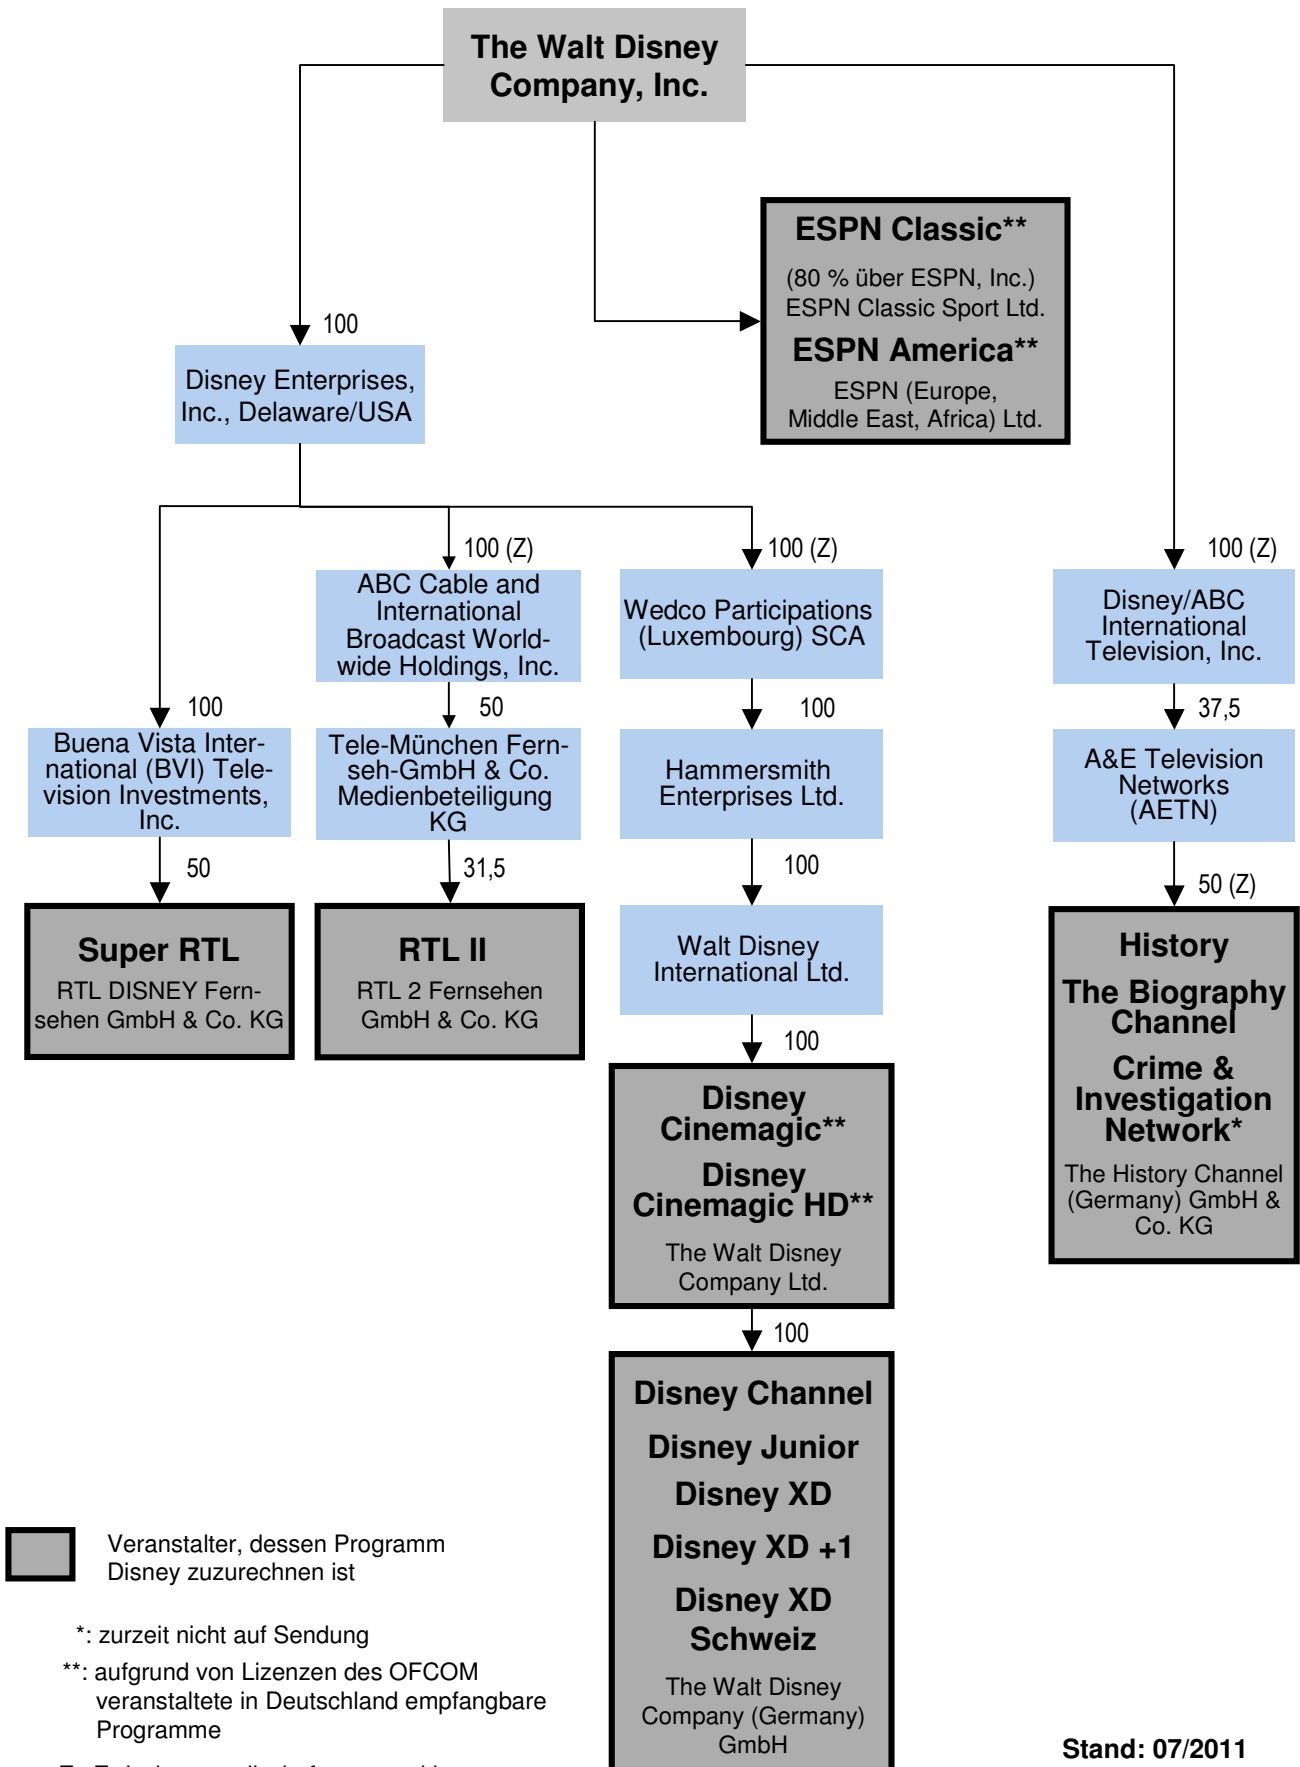 The Walt Disney
Company, Inc.
ESPN Classic**
(80 % über ESPN, Inc.)
ESPN Classic Sport Ltd.
ESPN America**
ESPN (Europe,
Middle East, Africa) Ltd.
100
Disney Enterprises,
Inc., Delaware/USA
100 (Z)
ABC Cable and
International
Broadcast World-
wide Holdings, Inc.
100 (Z)
Wedco Participations
(Luxembourg) SCA
100 (Z)
Disney/ABC
International
Television, Inc.
100
Buena Vista Inter-
national (BVI) Tele-
vision Investments,
Inc.
50
Tele-München Fern-
seh-GmbH & Co.
Medienbeteiligung
KG
100
Hammersmith
Enterprises Ltd.
37,5
A&E Television
Networks
(AETN)
50
Super RTL
RTL DISNEY Fern-
sehen GmbH & Co. KG
31,5
RTL II
RTL 2 Fernsehen
GmbH & Co. KG
100
Walt Disney
International Ltd.
50 (Z)
History
The Biography
Channel
Crime &
Investigation
Network*
The History Channel
(Germany) GmbH &
Co. KG
100
Disney
Cinemagic**
Disney
Cinemagic HD**
The Walt Disney
Company Ltd.
100
Disney Channel
Disney Junior
Disney XD
Disney XD +1
Disney XD
Schweiz
The Walt Disney
Company (Germany)
GmbH
Veranstalter, dessen Programm
Disney zuzurechnen ist
*: zurzeit nicht auf Sendung
**: aufgrund von Lizenzen des OFCOM
veranstaltete in Deutschland empfangbare
Programme
Stand: 07/2011